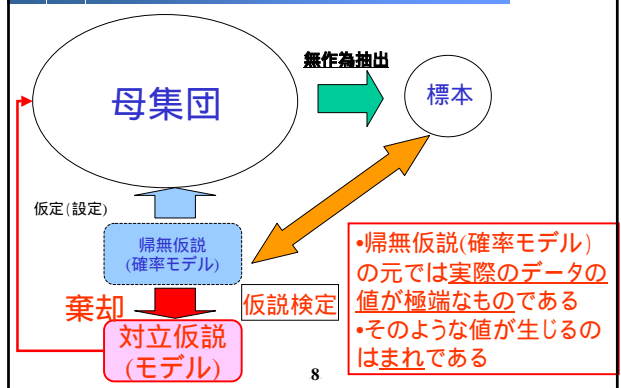 無作為抽出
母集団
標本
仮定(設定)
帰無仮説
(確率モデル)
棄却
仮説検定
対立仮説
(モデル)
•帰無仮説(確率モデル)
の元では実際のデータの
値が極端なものである
•そのような値が生じるの
はまれである
8